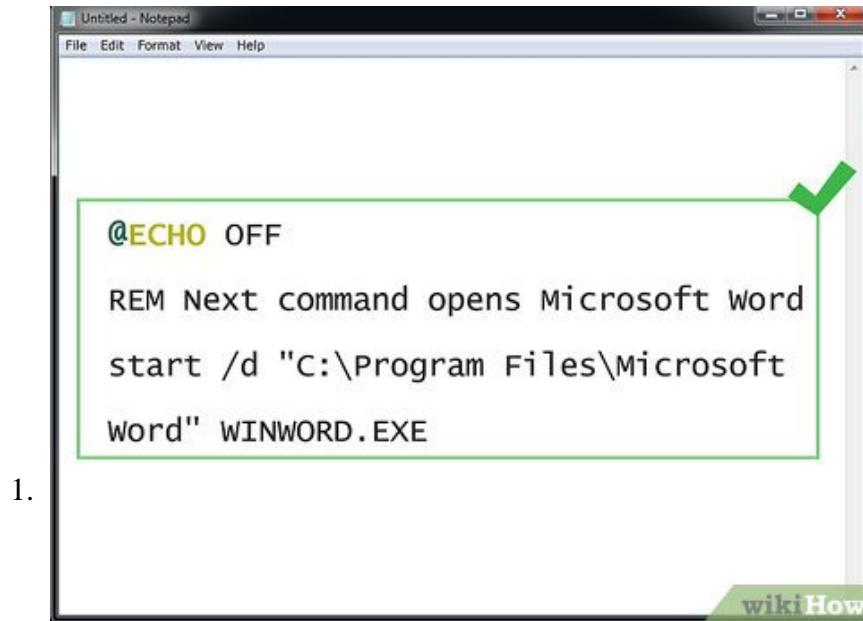 Untitled - Notepad
File Edit Format View Help
@ECHO OFF
REM Next command opens Microsoft Word
start /d "C:\Program Files\Microsoft
Word" WINWORD.EXE
1.
wikiHow